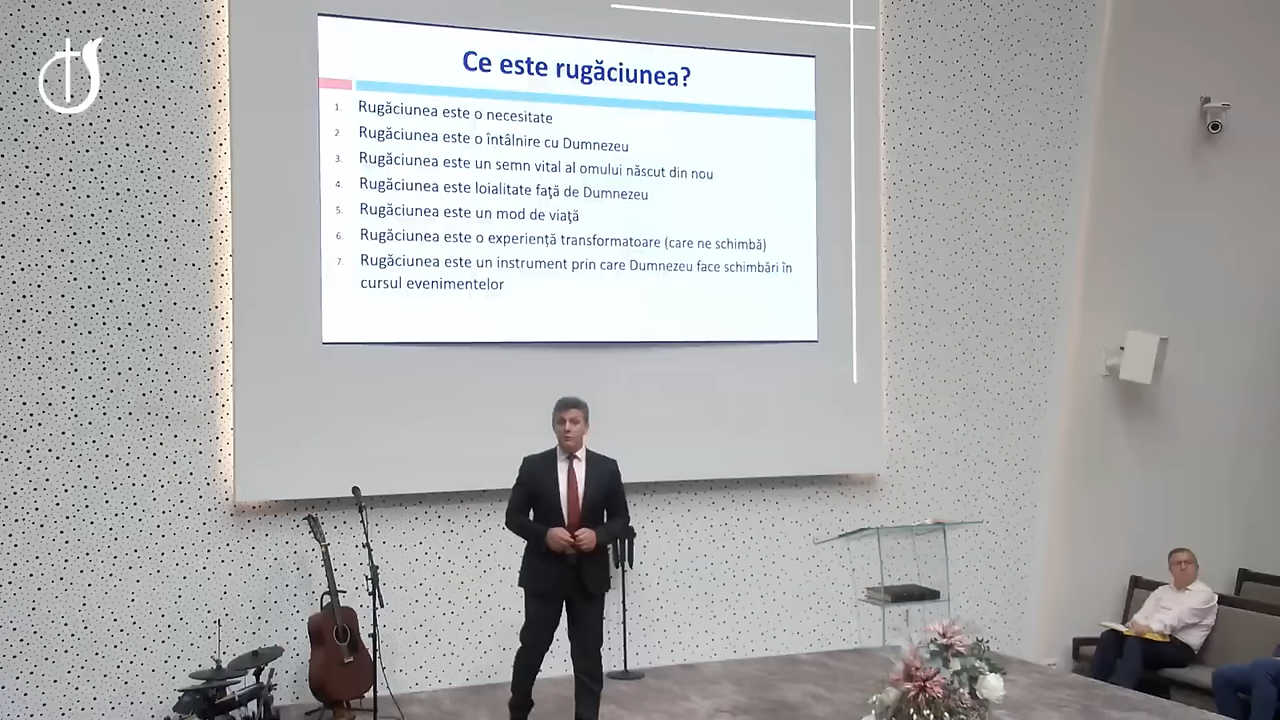 Ce este rugăciunea?
1. Rugăciunea este o necesitate
2. Rugăciunea este o întâlnire cu Dumnezeu
3. Rugăciunea este un semn vital al omului născut din nou
4. Rugăciunea este loialitate faţă de Dumnezeu
5. Rugăciunea este un mod de viaţă
6. Rugăciunea este o experiență transformatoare (care ne schimbă)
7. Rugăciunea este un instrument prin care Dumnezeu face schimbări în
cursul evenimentelor